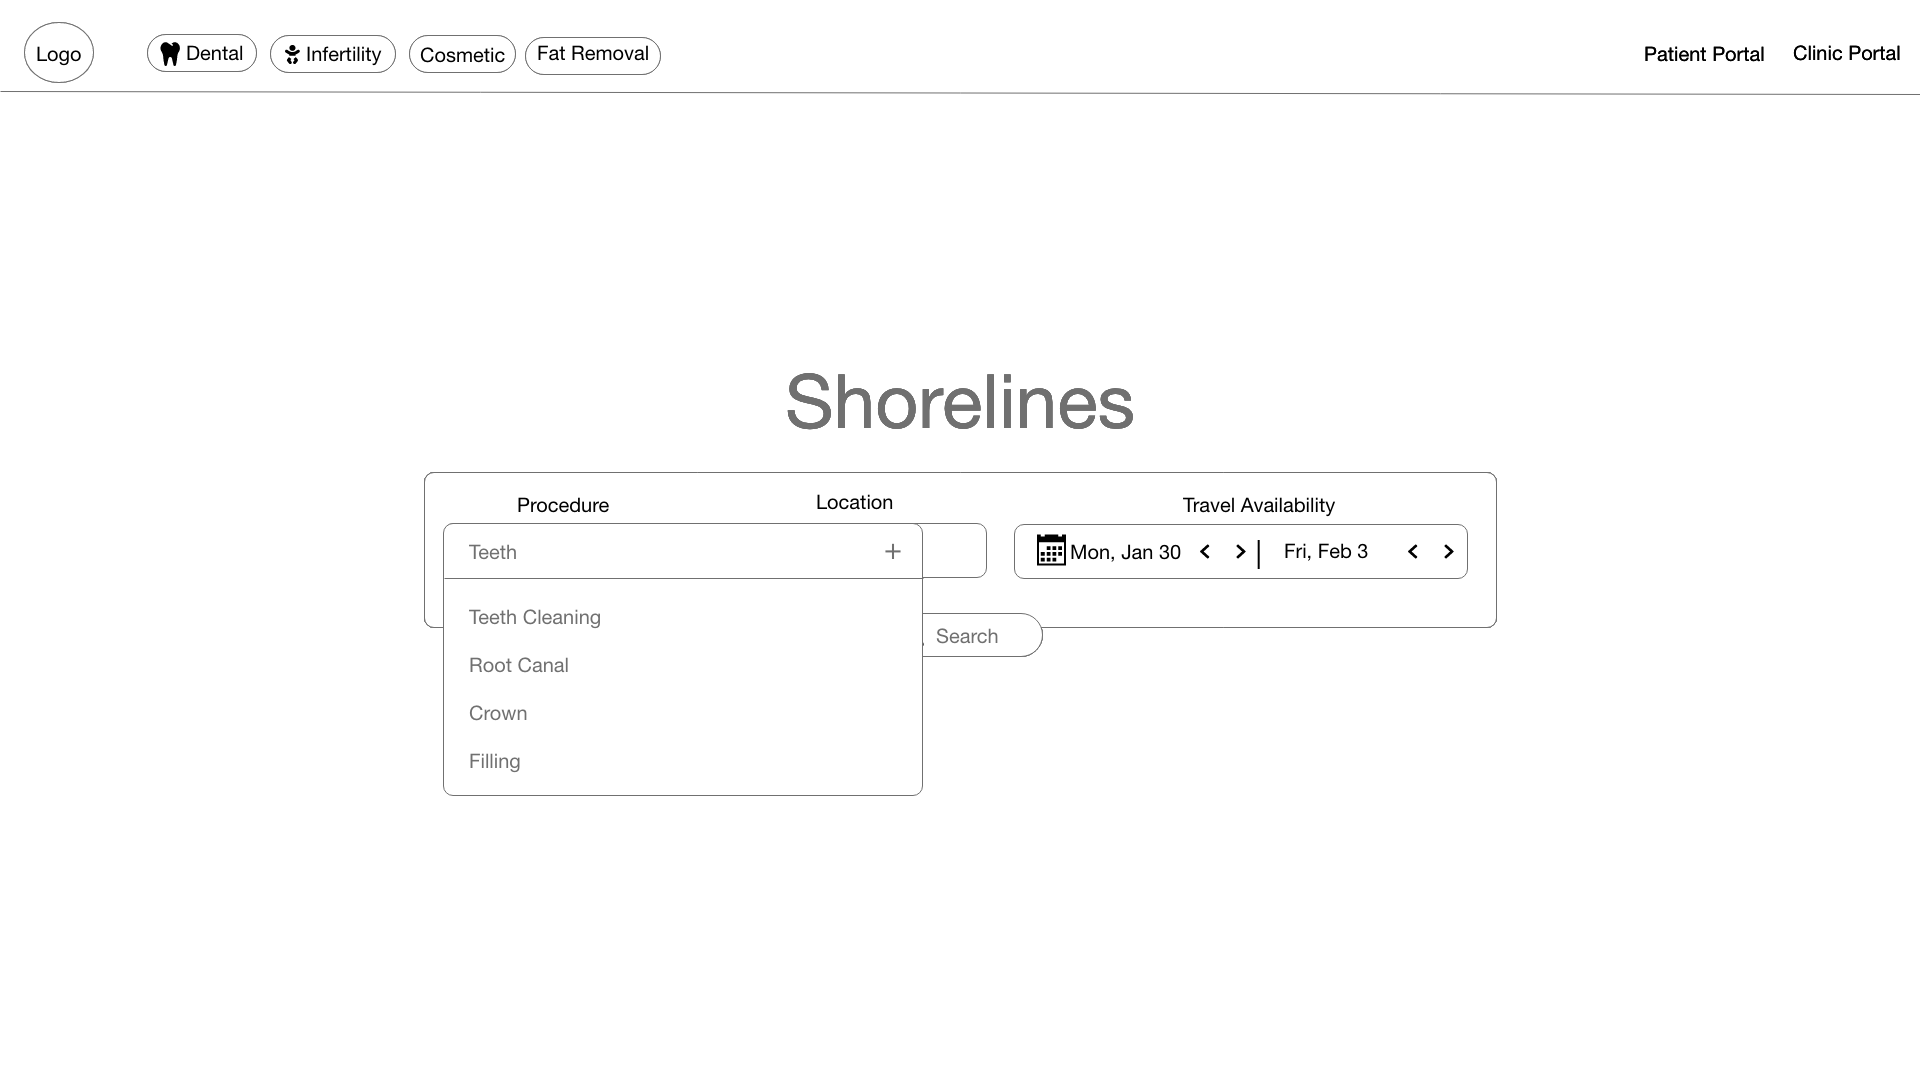 Logo
Dental
Infertility
Cosmetic
Fat Removal
Patient Portal
Clinic Portal
Shorelines
Procedure
Location
Travel Availability
Teeth
Mon, Jan 30
Fri, Feb 3
Teeth Cleaning
Search
Root Canal
Crown
Filling